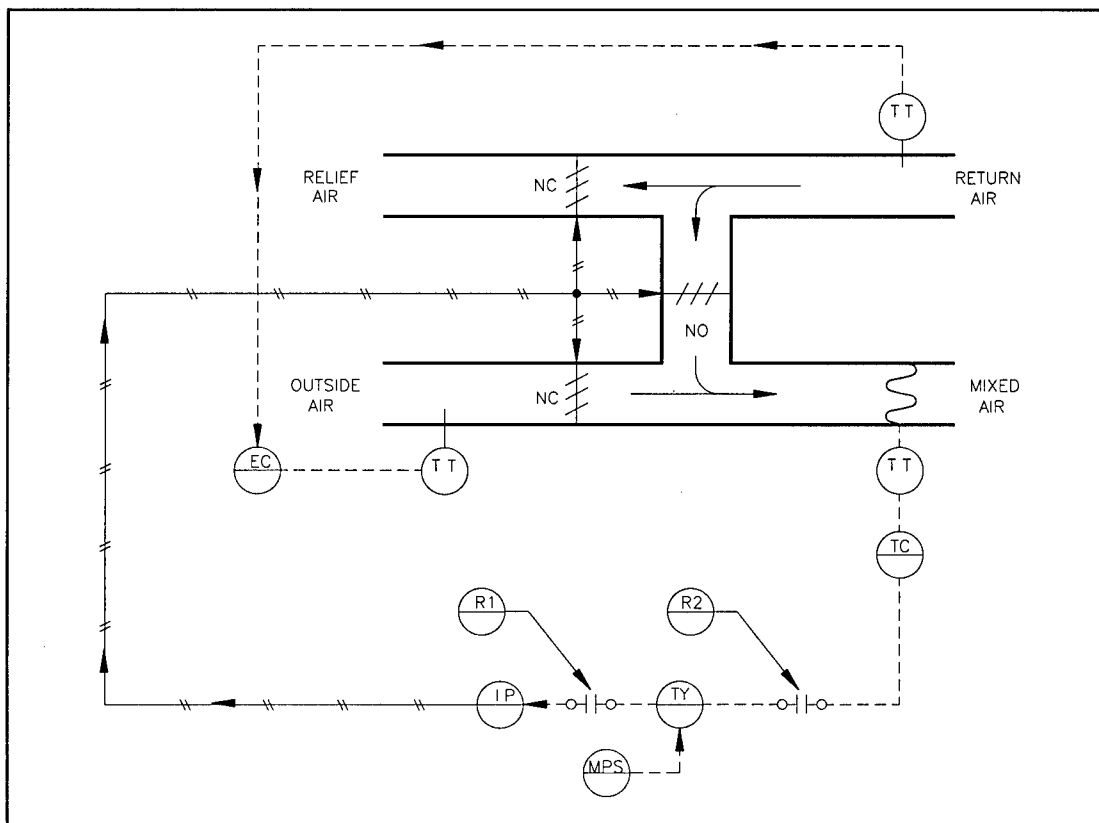 TT
RELIEF
AIR
NC
RETURN
AIR
NO
OUTSIDE
AIR
NC
MIXED
AIR
EC
TT
TT
TC
R1
R2
IP
TY
MPS